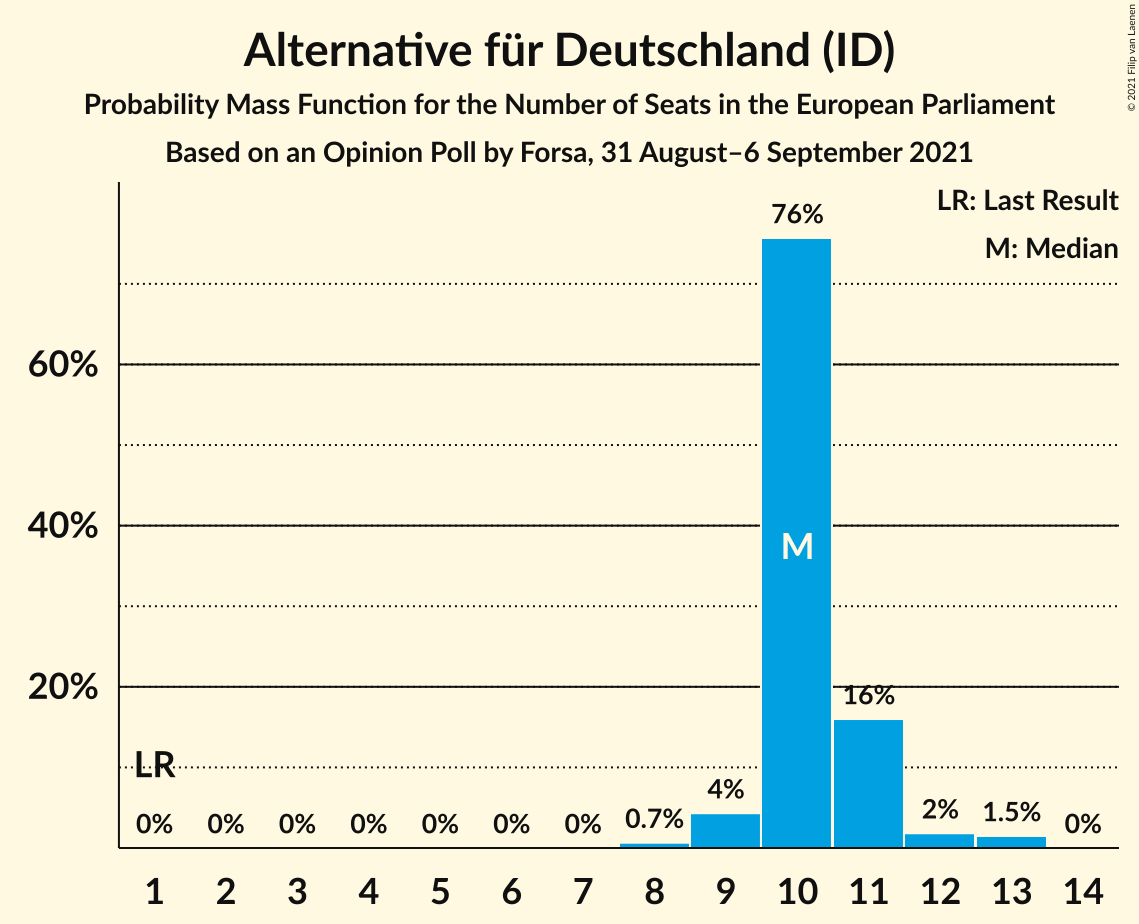 Alternative für Deutschland (ID)
Probability Mass Function for the Number of Seats in the European Parliament
Based on an Opinion Poll by Forsa, 31 August–6 September 2021
© 2021 Filip van Laenen
LR: Last Result
M: Median
76%
60%
40%
M
20%
16%
LR
4%
0% 0% 0% 0% 0% 0% 0% 0.7% 2% 1.5% 0%
1 2 3 4 5 6 7 8 9 10 11 12 13 14